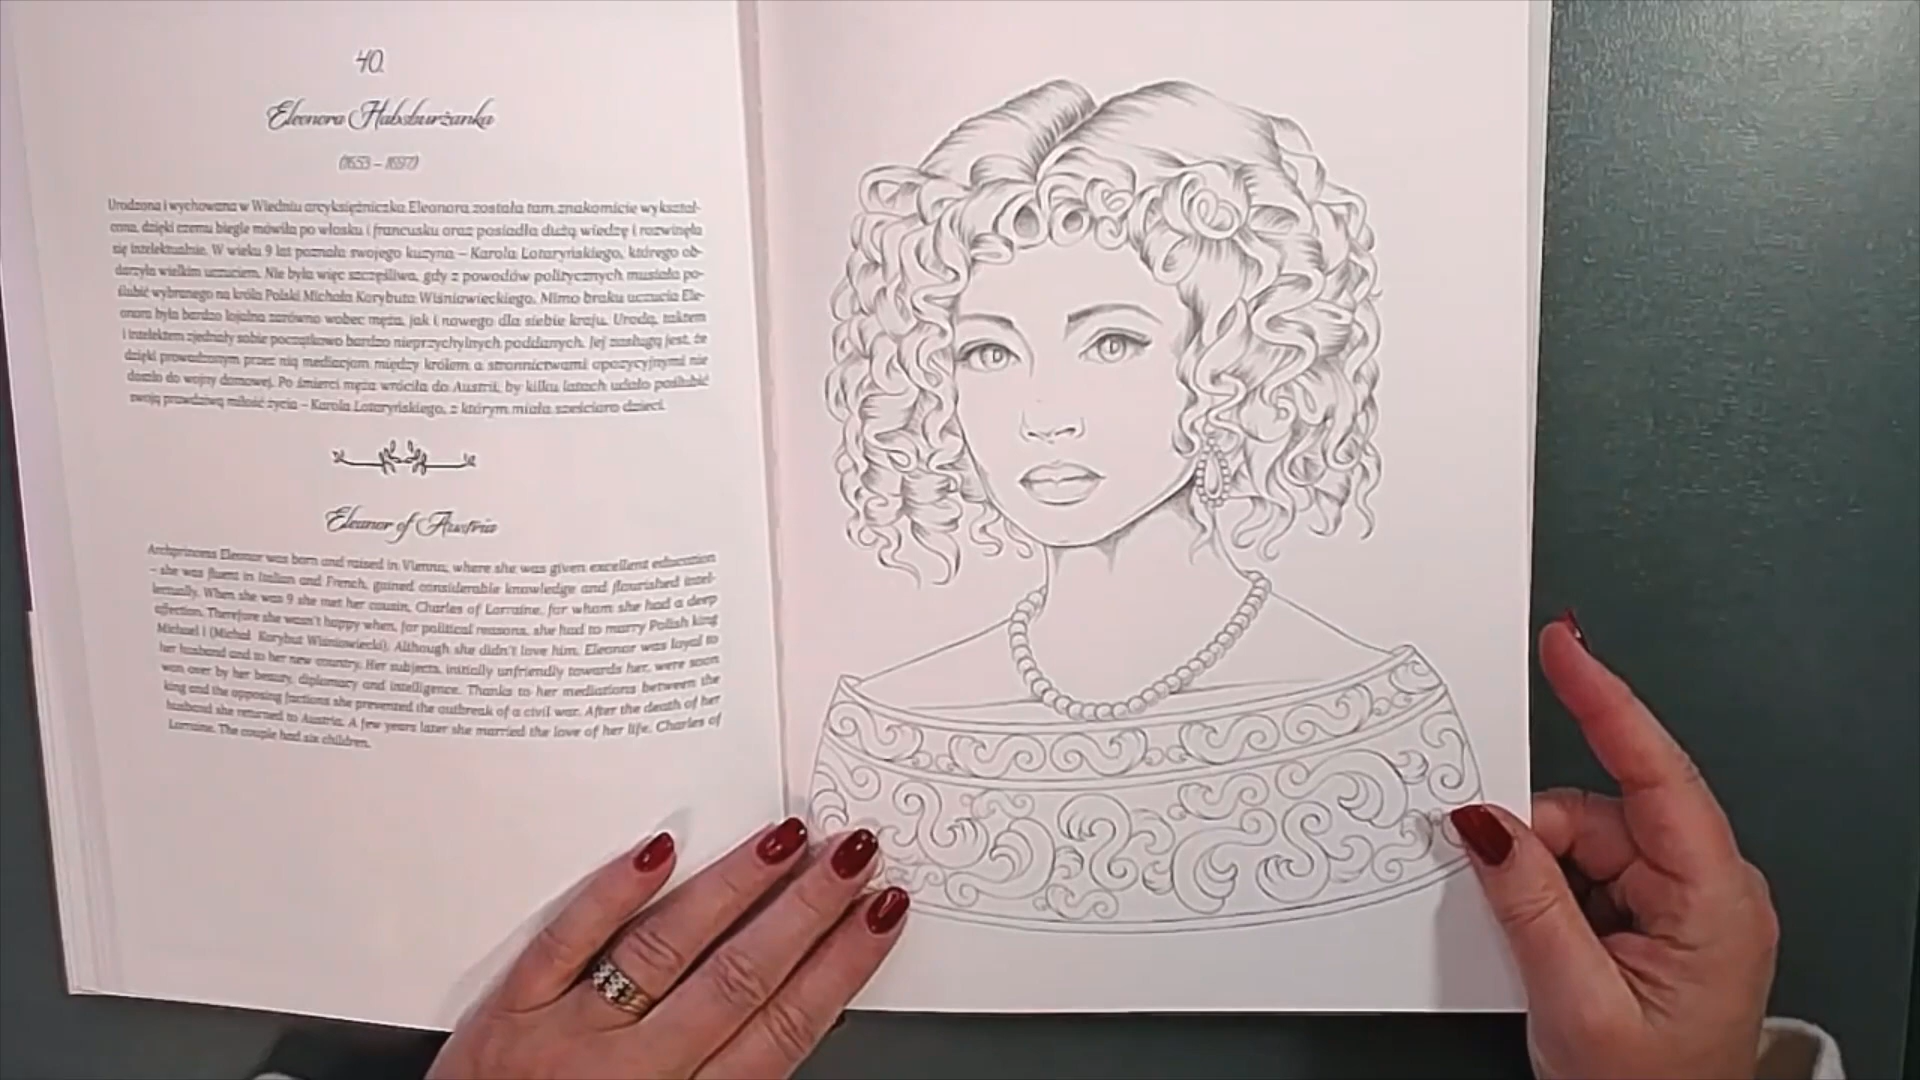 40.
Eleonora Habsburżanka
(1653 – 1697)
Urodzona i wychowana w Wiedniu arcyksiężniczka Eleonora została tam znakomicie wykształ-
cona, dzięki czemu biegle mówiła po włosku i francusku oraz posiadła dużą wiedzę i rozwinęła
się intelektualnie. W wieku 9 lat poznała swojego kuzyna – Karola Lotaryńskiego, którego ob-
darzyła wielkim uczuciem. Nie była więc szczęśliwa, gdy z powodów politycznych musiała po-
ślubić wybranego na króla Polski Michała Korybuta Wiśniowieckiego. Mimo braku uczucia Ele-
onora była bardzo lojalna zarówno wobec męża, jak i nowego dla siebie kraju. Urodą, taktem
i intelektem zjednały sobie początkowo bardzo nieprzychylnych poddanych. Jej zasługą jest, że
dzięki prowadzonym przez nią mediacjom między królem a stronnictwami opozycyjnymi nie
doszło do wojny domowej. Po śmierci męża wróciła do Austrii, by kilku latach udało poślubić
swoją prawdziwą miłość życia – Karola Lotaryńskiego, z którym miała sześcioro dzieci.
Eleanor of Austria
Archprincess Eleanor was born and raised in Vienna, where she was given excellent education
– she was fluent in Italian and French, gained considerable knowledge and flourished intel-
lectually. When she was 9 she met her cousin, Charles of Lorraine, for whom she had a deep
affection. Therefore she wasn't happy when, for political reasons, she had to marry Polish king
Michael I (Michał Korybut Wiśniowiecki). Although she didn't love him, Eleanor was loyal to
her husband and to her new country. Her subjects, initially unfriendly towards her, were soon
won over by her beauty, diplomacy and intelligence. Thanks to her mediations between the
king and the opposing factions she prevented the outbreak of a civil war. After the death of her
husband she returned to Austria. A few years later she married the love of her life, Charles of
Lorraine. The couple had six children.